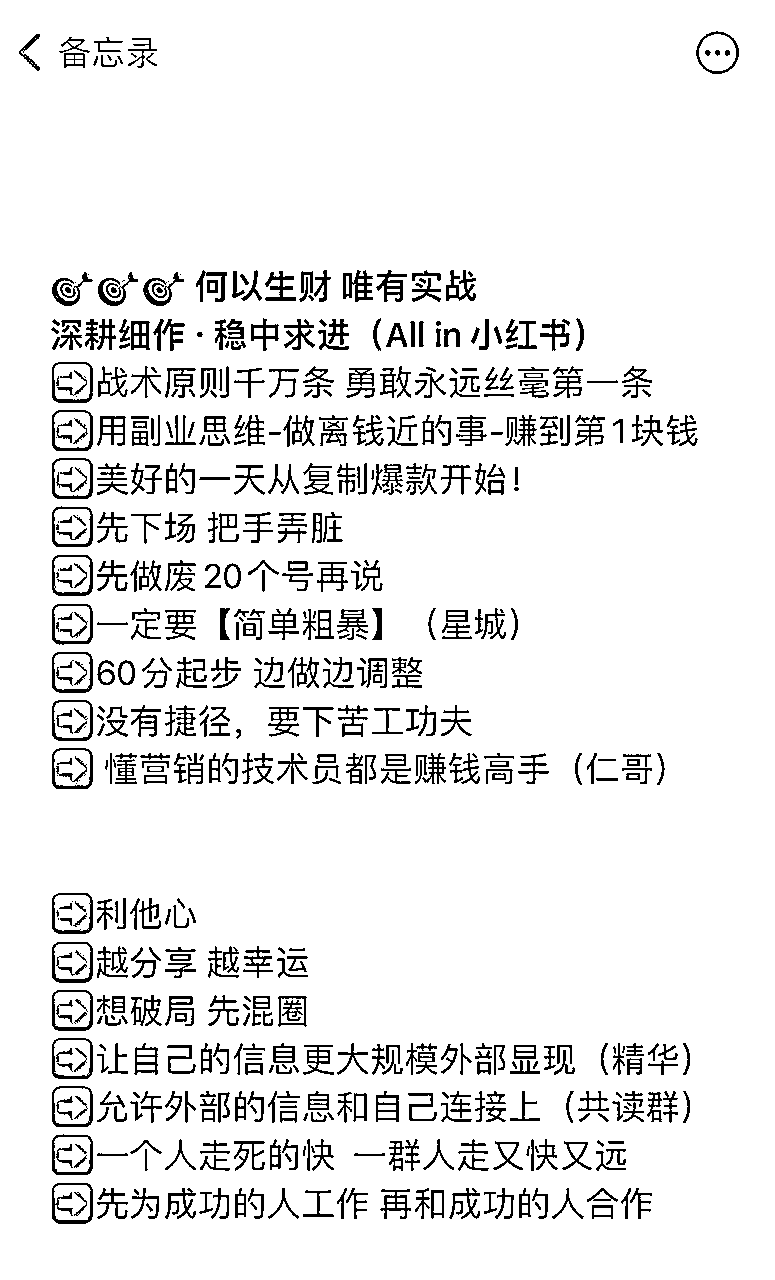 备忘录
🎯🎯🎯 何以生财 唯有实战
深耕细作 · 稳中求进（All in 小红书）
➡️战术原则千万条 勇敢永远丝毫第一条
➡️用副业思维-做离钱近的事-赚到第1块钱
➡️美好的一天从复制爆款开始！
➡️先下场 把手弄脏
➡️先做废20个号再说
➡️一定要【简单粗暴】（星城）
➡️60分起步 边做边调整
➡️没有捷径，要下苦工功夫
➡️ 懂营销的技术员都是赚钱高手（仁哥）
➡️利他心
➡️越分享 越幸运
➡️想破局 先混圈
➡️让自己的信息更大规模外部显现（精华）
➡️允许外部的信息和自己连接上（共读群）
➡️一个人走死的快 一群人走又快又远
➡️先为成功的人工作 再和成功的人合作